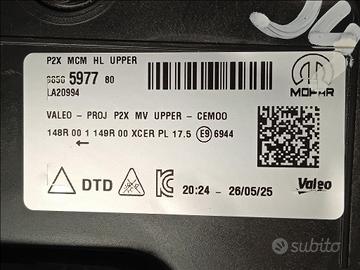 P2X MCM HL UPPER
9856 5977 80
LA20994
MOPAR
VALEO - PROJ P2X MV UPPER - CEMOO
148R 00 1 149R 00 XCER PL 17.5 E9 6944
←
DTD
20:24 - 26/05/25
Valeo
subito